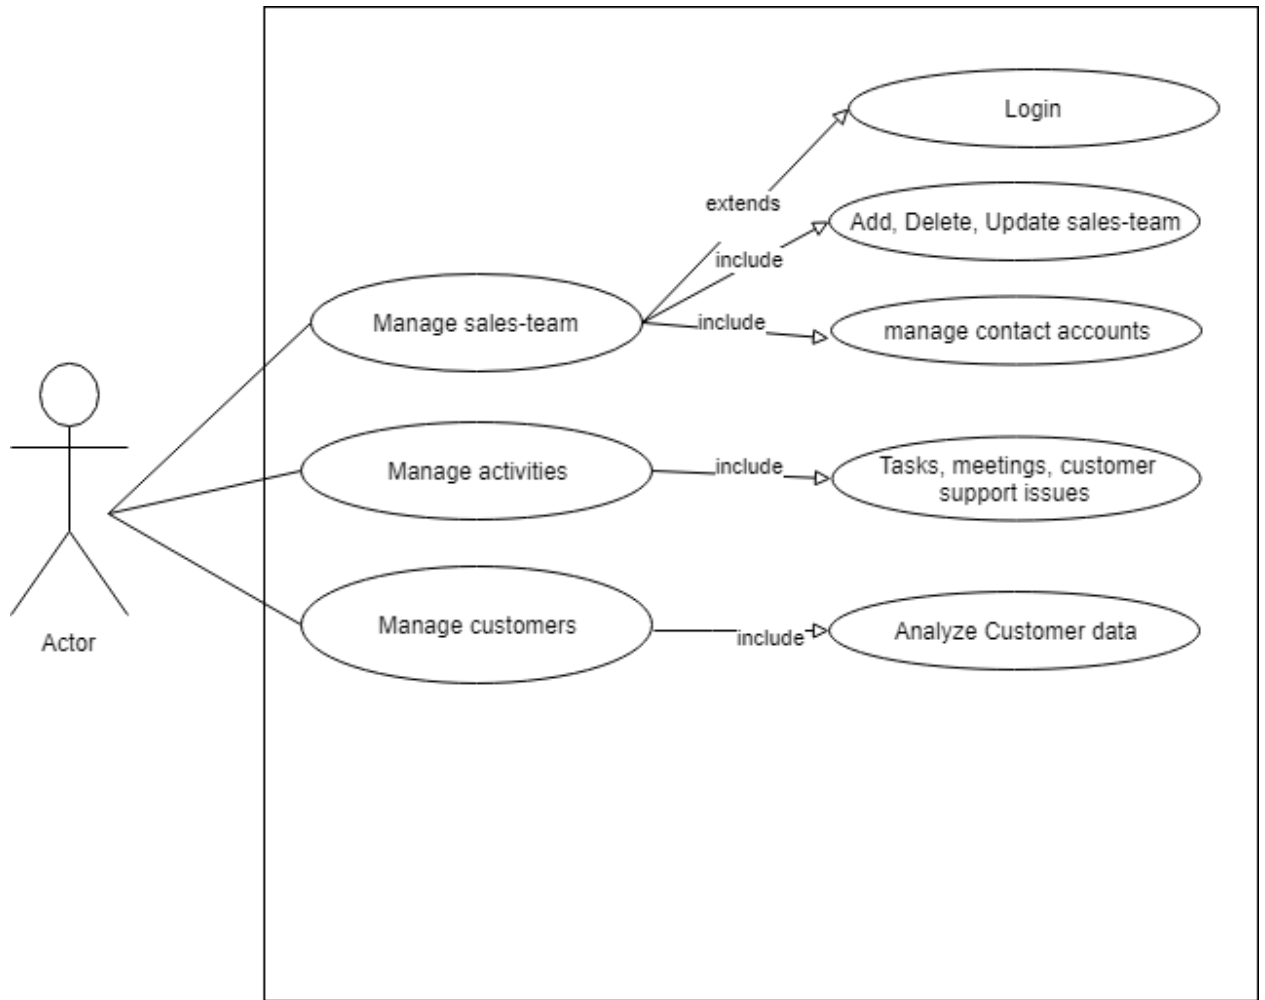 Login
extends
Add, Delete, Update sales-team
include
Manage sales-team
include
manage contact accounts
Manage activities
include
Tasks, meetings, customer
support issues
Manage customers
include
Analyze Customer data
Actor